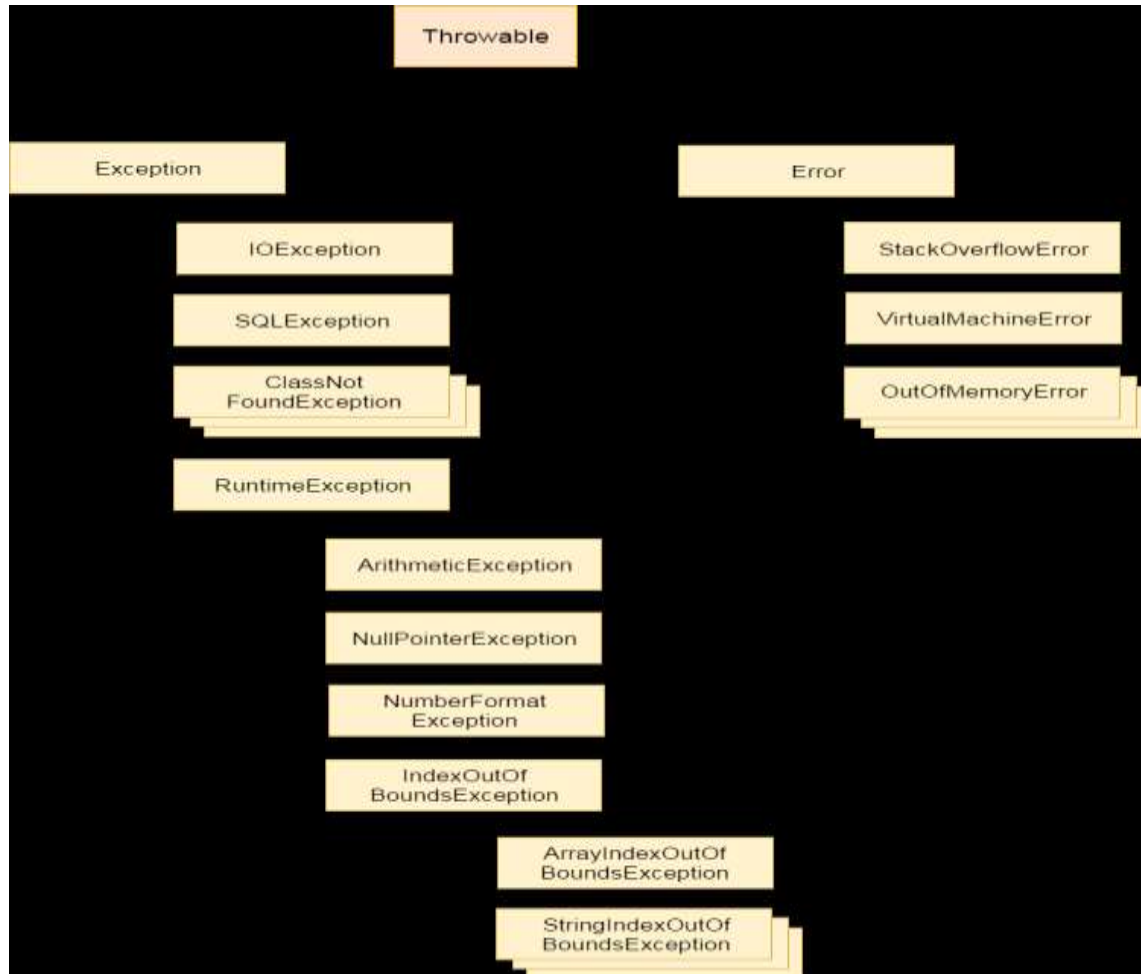 Throwable
Exception
Error
IOException
StackOverflowError
SQLException
VirtualMachineError
ClassNot
FoundException
OutOfMemoryError
RuntimeException
ArithmeticException
NullPointerException
NumberFormat
Exception
IndexOutOf
BoundsException
ArrayIndexOutOf
BoundsException
StringIndexOutOf
BoundsException